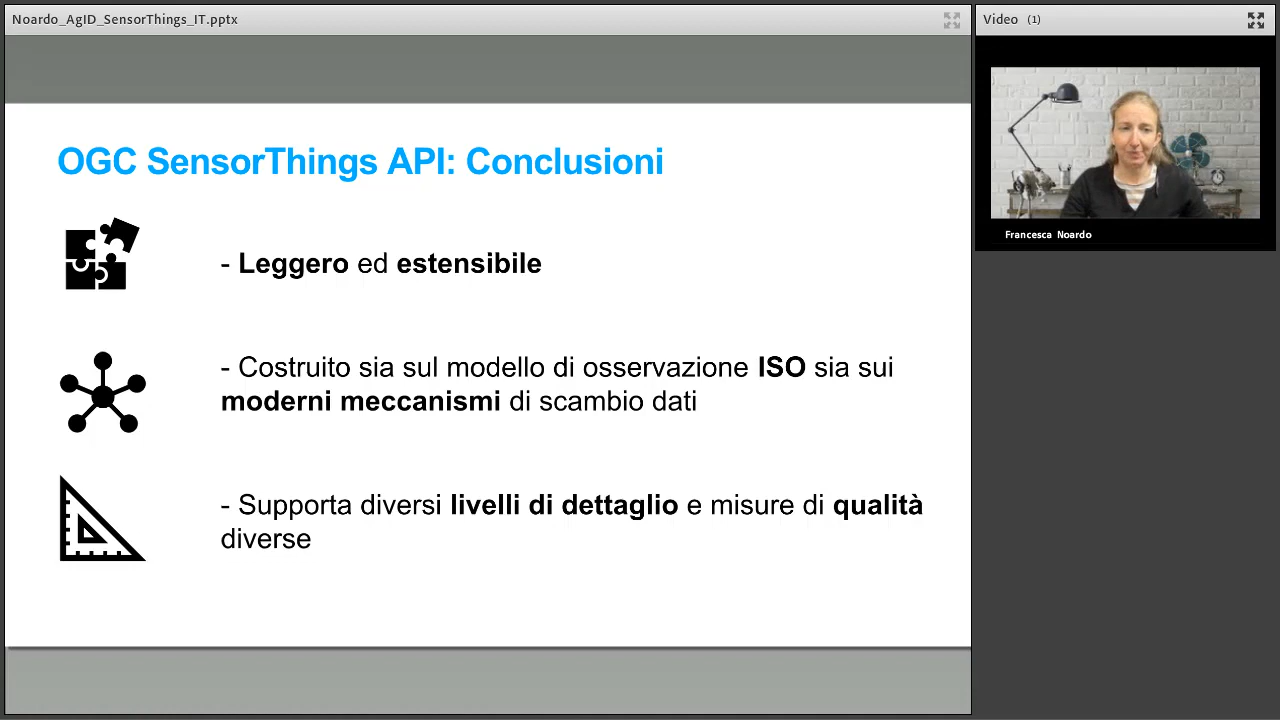 Noardo_AgID_SensorThings_IT.pptx
Video (1)
Francesca Noardo
OGC SensorThings API: Conclusioni
- Leggero ed estensibile
- Costruito sia sul modello di osservazione ISO sia sui
moderni meccanismi di scambio dati
- Supporta diversi livelli di dettaglio e misure di qualità
diverse